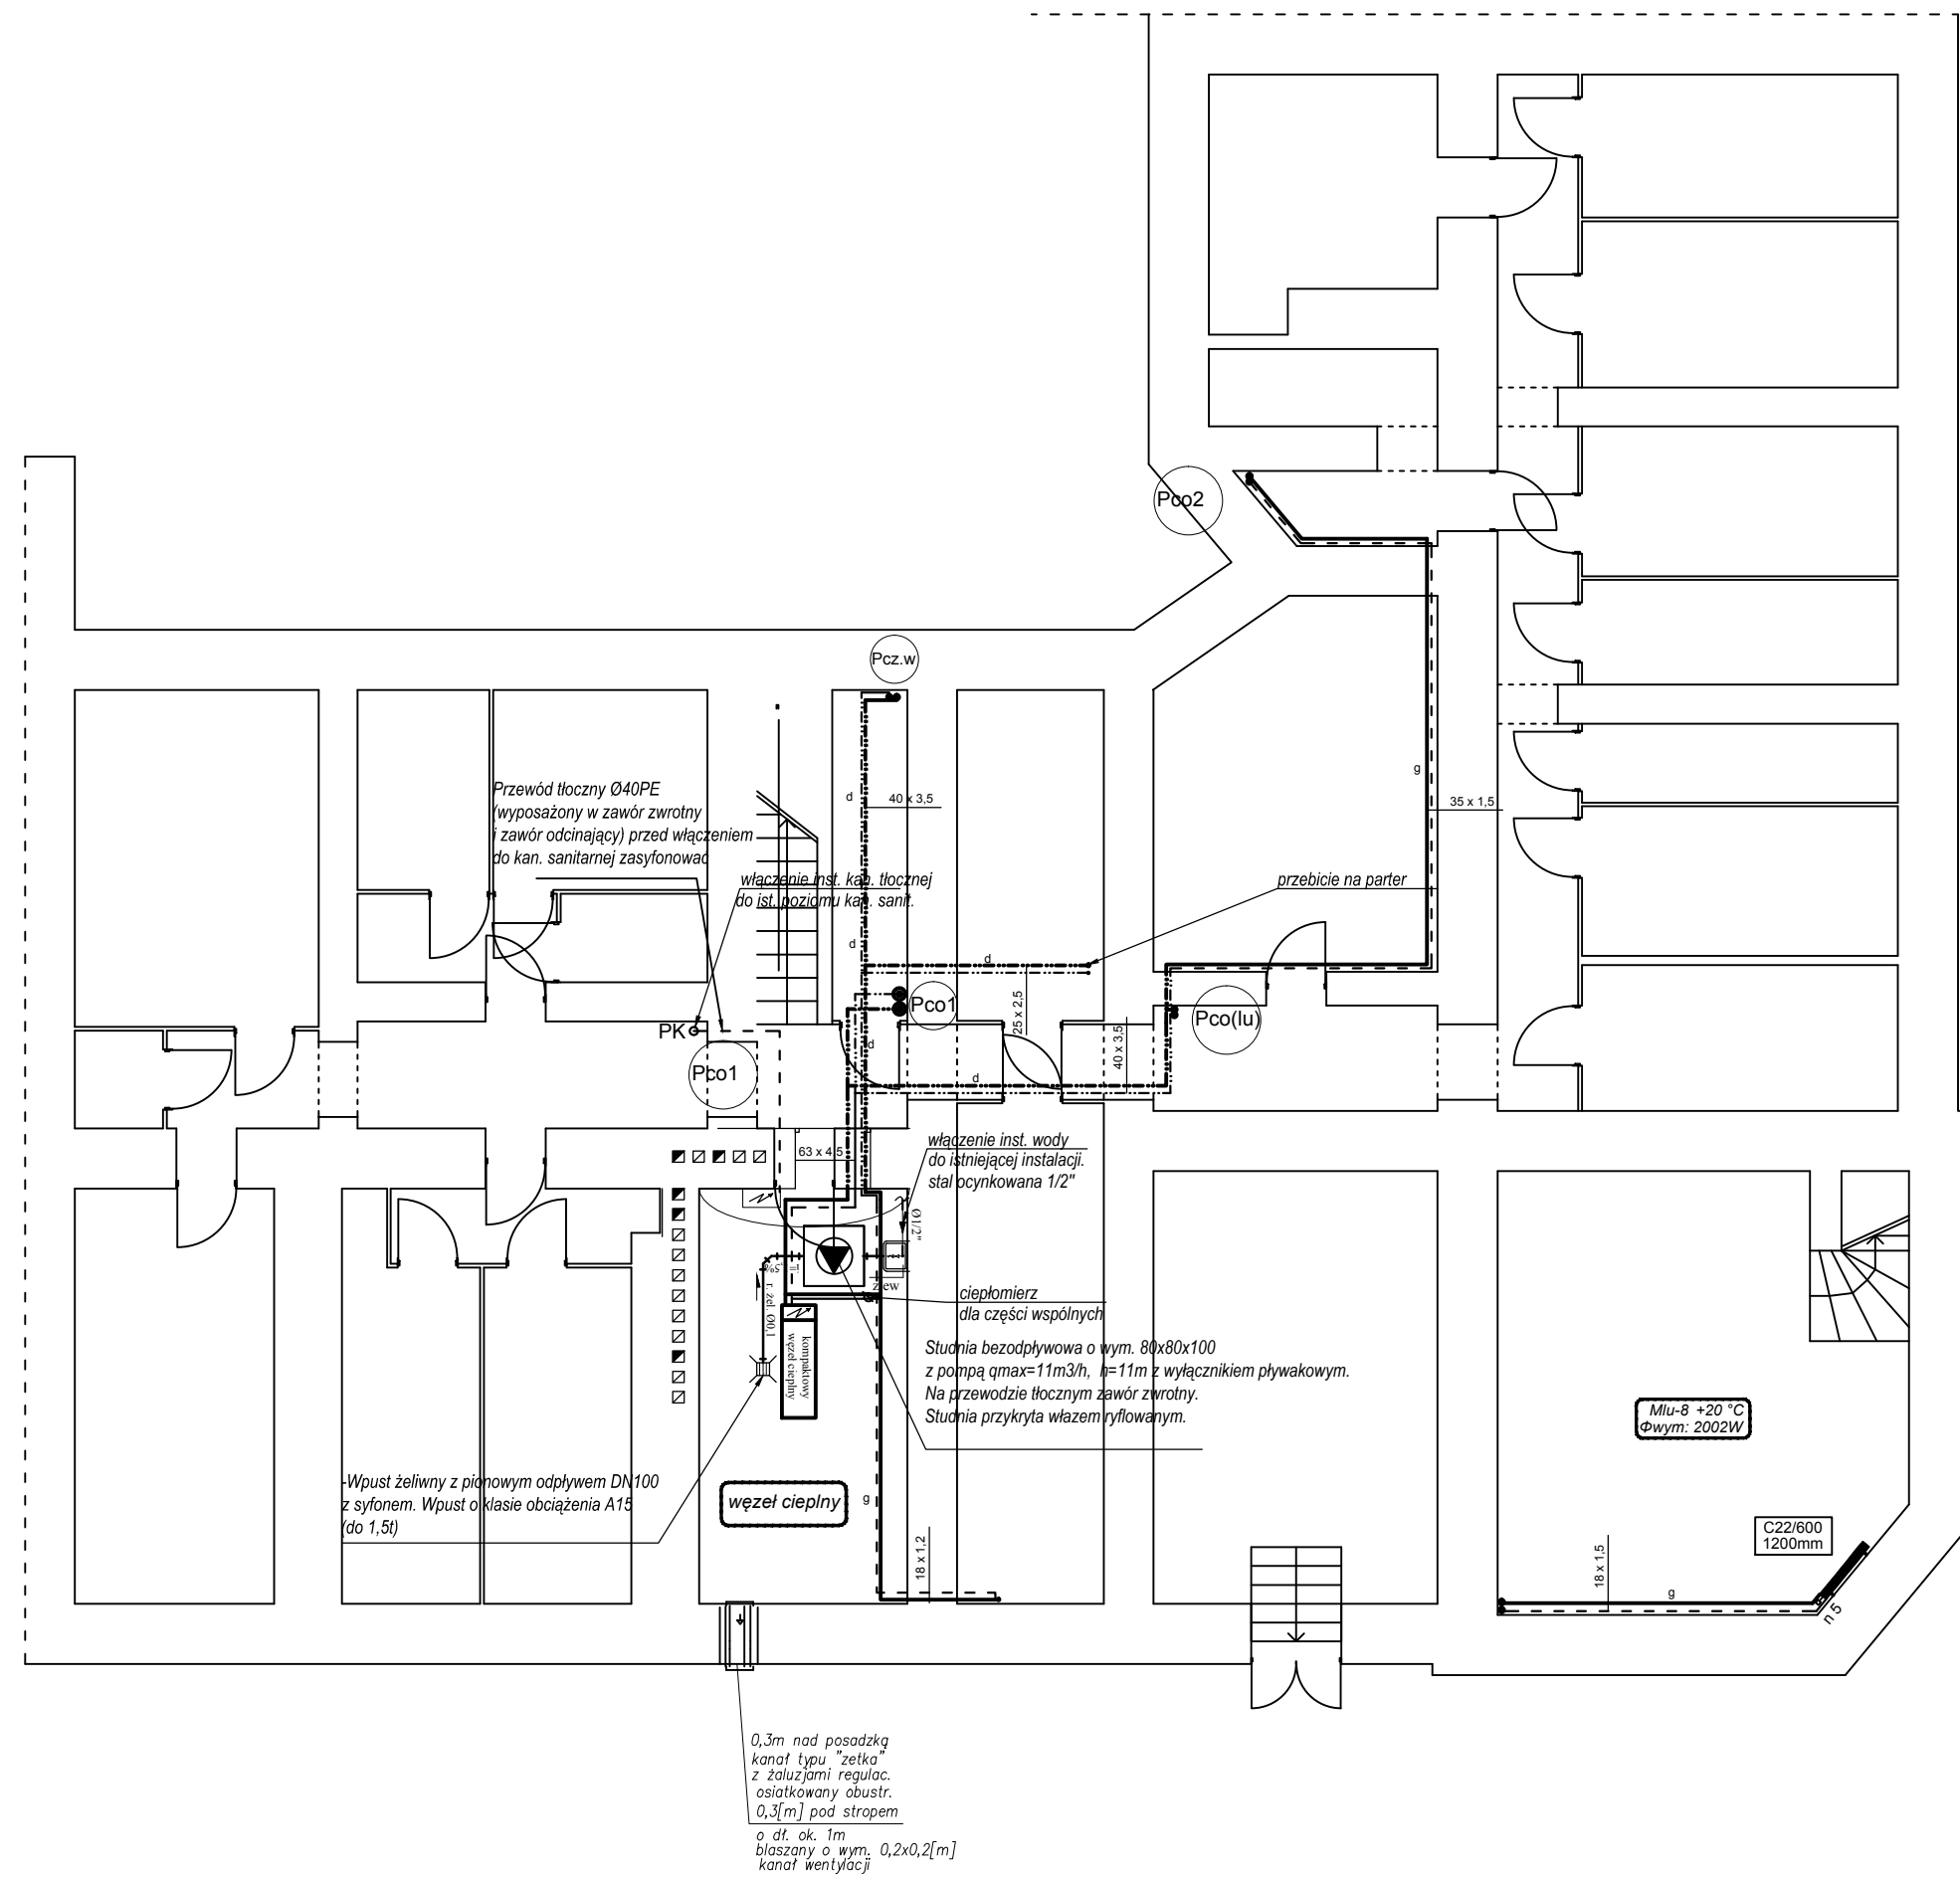 Pco2
Pcz.w
Przewód tłoczny Ø40PE
(wyposażony w zawór zwrotny
i zawór odcinający) przed włączeniem
do kan. sanitarnej zasyfonować
d
40 x 3,5
g
35 x 1,5
włączenie inst. kan. tłocznej
do ist. poziomu kan. sanit.
przebicie na parter
d
d
Pco1
25 x 2,5
Pco(lu)
PK
d
40 x 3,5
Pco1
d
63 x 4,5
włączenie inst. wody
do istniejącej instalacji.
stal ocynkowana 1/2"
Ø1/2"
zlew
r. żel. Ø0,1
ciepłomierz
dla części wspólnych
kompaktowy
węzeł cieplny
Studnia bezodpływowa o wym. 80x80x100
z pompą qmax=11m3/h, h=11m z wyłącznikiem pływakowym.
Na przewodzie tłocznym zawór zwrotny.
Studnia przykryta włazem ryflowanym.
Mlu-8 +20 °C
Φwym: 2002W
-Wpust żeliwny z pionowym odpływem DN100
z syfonem. Wpust o klasie obciążenia A15
(do 1,5t)
węzeł cieplny
g
18 x 1,2
C22/600
1200mm
18 x 1,5
g
n 5
0,3m nad posadzką
kanał typu "zetka"
z żaluzjami regulac.
osiatkowany obustr.
0,3[m] pod stropem
o dł. ok. 1m
blaszany o wym. 0,2x0,2[m]
kanał wentylacji